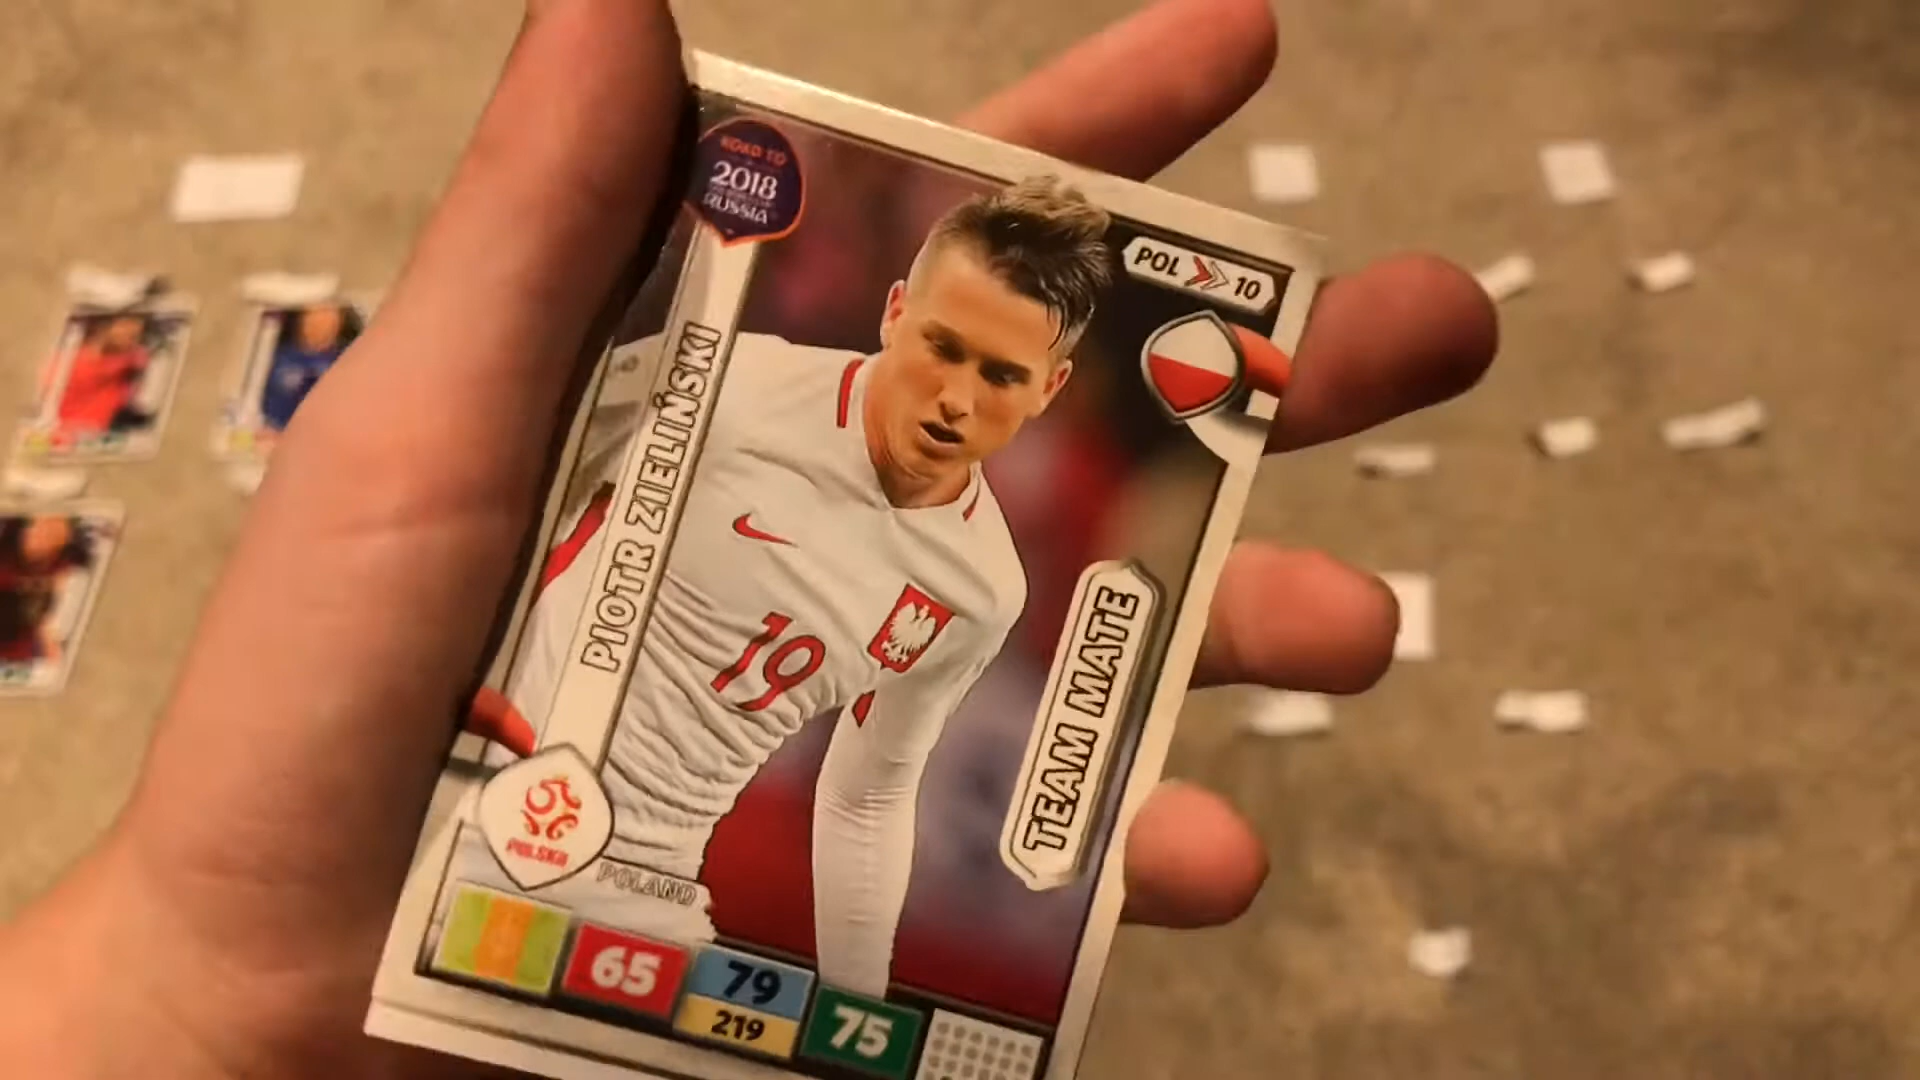 ROAD TO
2018
RUSSIA
POL 10
PIOTR ZIELIŃSKI
19
TEAM MATE
POLSKA
POLAND
65
79
219
75